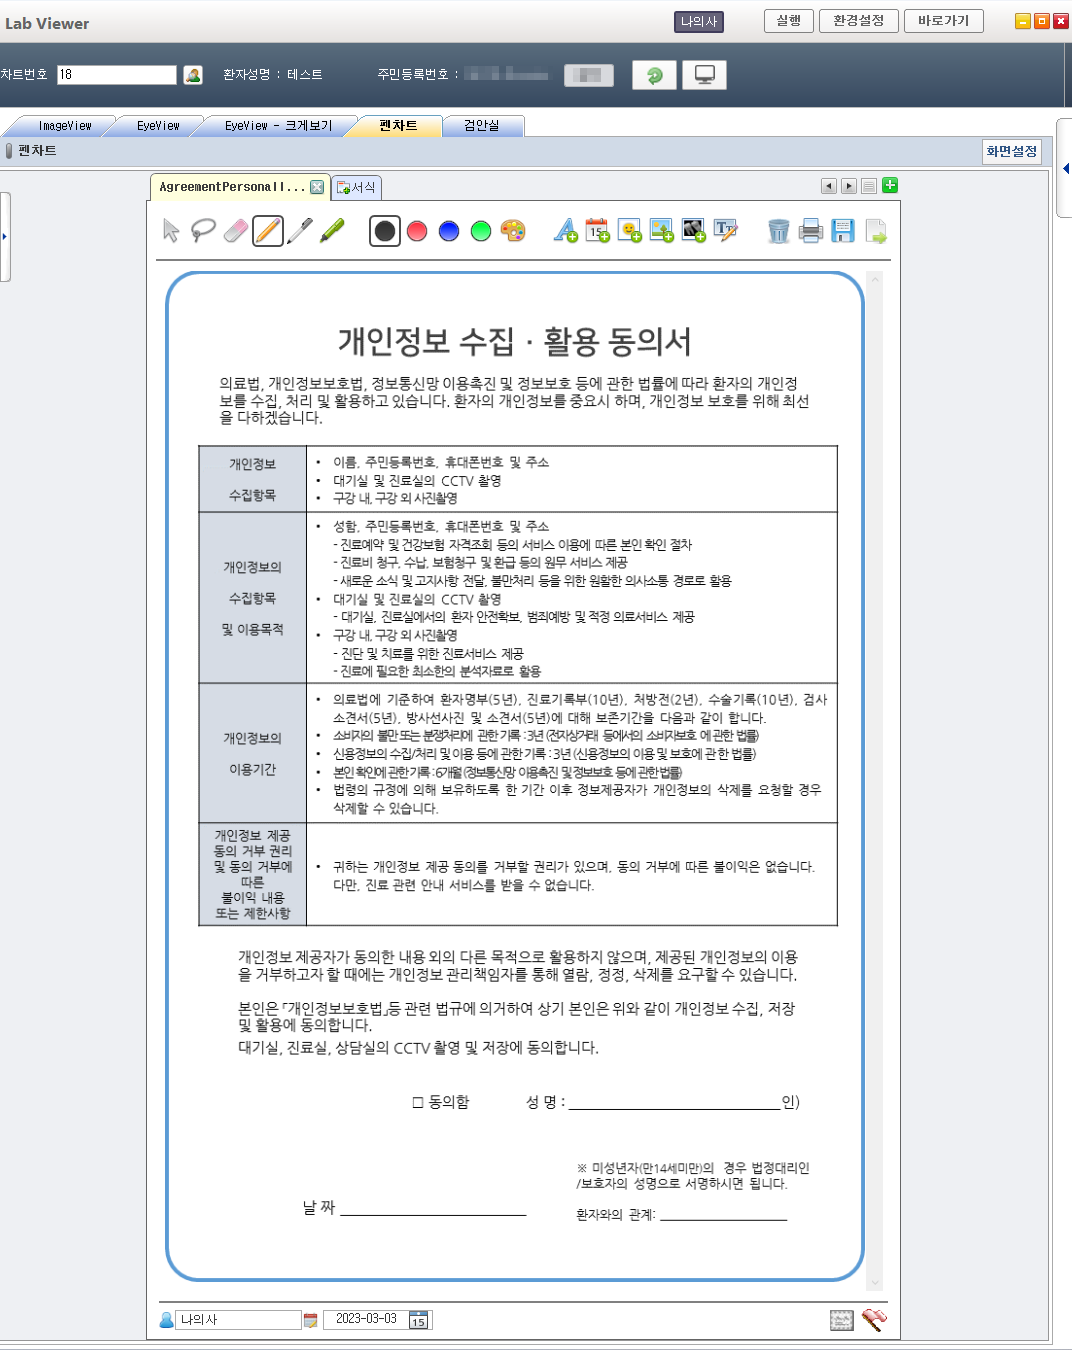 Lab Viewer
나의사
실행
환경설정
바로가기
차트번호
18
환자성명 : 테스트
주민등록번호 :
ImageView
EyeView
EyeView - 크게보기
펜차트
검안실
펜차트
화면설정
AgreementPersonalI...
서식
15
개인정보 수집 · 활용 동의서
의료법, 개인정보보호법, 정보통신망 이용촉진 및 정보보호 등에 관한 법률에 따라 환자의 개인정
보를 수집, 처리 및 활용하고 있습니다. 환자의 개인정보를 중요시 하며, 개인정보 보호를 위해 최선
을 다하겠습니다.
개인정보
수집항목
• 이름, 주민등록번호, 휴대폰번호 및 주소
• 대기실 및 진료실의 CCTV 촬영
• 구강 내, 구강 외 사진촬영
개인정보의
수집항목
및 이용목적
• 성함, 주민등록번호, 휴대폰번호 및 주소
- 진료예약 및 건강보험 자격조회 등의 서비스 이용에 따른 본인 확인 절차
- 진료비 청구, 수납, 보험청구 및 환급 등의 원무 서비스 제공
- 새로운 소식 및 고지사항 전달, 불만처리 등을 위한 원활한 의사소통 경로로 활용
• 대기실 및 진료실의 CCTV 촬영
- 대기실, 진료실에서의 환자 안전확보, 범죄예방 및 적정 의료서비스 제공
• 구강 내, 구강 외 사진촬영
- 진단 및 치료를 위한 진료서비스 제공
- 진료에 필요한 최소한의 분석자료로 활용
개인정보의
이용기간
• 의료법에 기준하여 환자명부(5년), 진료기록부(10년), 처방전(2년), 수술기록(10년), 검사
소견서(5년), 방사선사진 및 소견서(5년)에 대해 보존기간을 다음과 같이 합니다.
• 소비자의 불만 또는 분쟁처리에 관한 기록 : 3년 (전자상거래 등에서의 소비자보호 에 관한 법률)
• 신용정보의 수집/처리 및 이용 등에 관한 기록 : 3년 (신용정보의 이용 및 보호에 관한 법률)
• 본인 확인에 관한 기록 : 6개월 (정보통신망 이용촉진 및 정보보호 등에 관한 법률)
• 법령의 규정에 의해 보유하도록 한 기간 이후 정보제공자가 개인정보의 삭제를 요청할 경우
삭제할 수 있습니다.
개인정보 제공
동의 거부 권리
및 동의 거부에
따른
불이익 내용
또는 제한사항
• 귀하는 개인정보 제공 동의를 거부할 권리가 있으며, 동의 거부에 따른 불이익은 없습니다.
다만, 진료 관련 안내 서비스를 받을 수 없습니다.
개인정보 제공자가 동의한 내용 외의 다른 목적으로 활용하지 않으며, 제공된 개인정보의 이용
을 거부하고자 할 때에는 개인정보 관리책임자를 통해 열람, 정정, 삭제를 요구할 수 있습니다.
본인은 「개인정보보호법」등 관련 법규에 의거하여 상기 본인은 위와 같이 개인정보 수집, 저장
및 활용에 동의합니다.
대기실, 진료실, 상담실의 CCTV 촬영 및 저장에 동의합니다.
□ 동의함
성 명 : ____________________인)
※ 미성년자(만14세미만)의 경우 법정대리인
/보호자의 성명으로 서명하시면 됩니다.
날 짜 ____________________
환자와의 관계: ____________________
나의사
2023-03-03
15